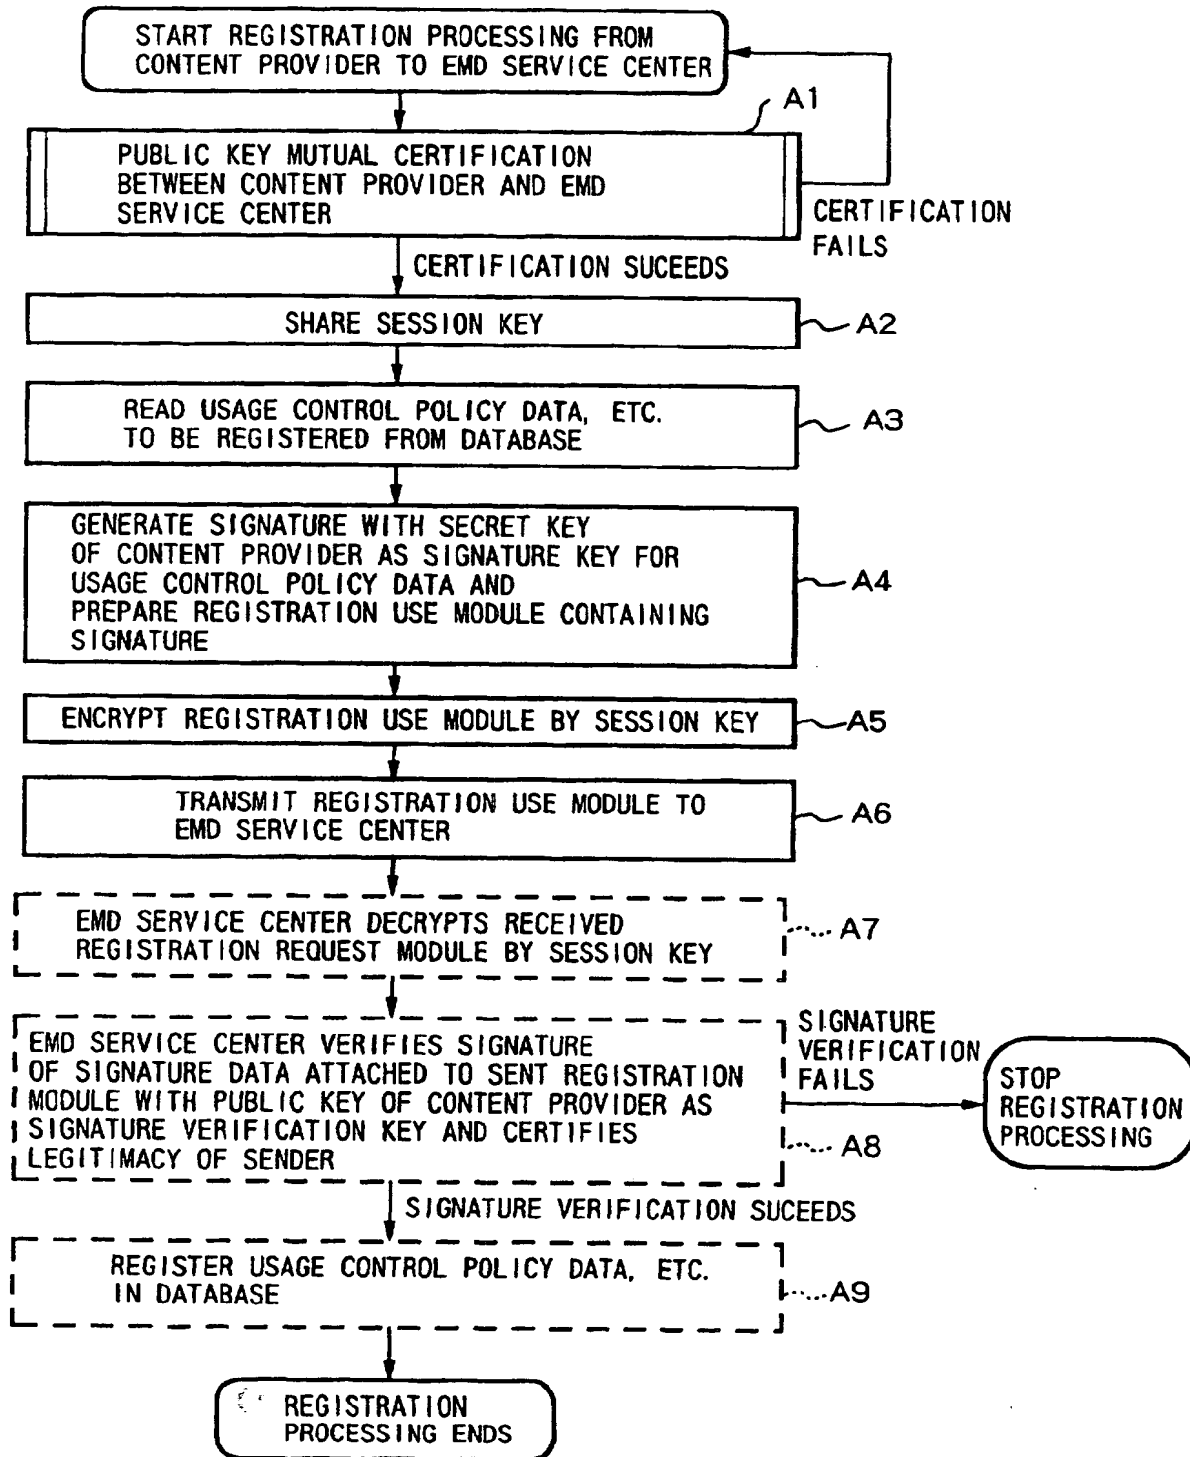 START REGISTRATION PROCESSING FROM
CONTENT PROVIDER TO EMD SERVICE CENTER
A1
PUBLIC KEY MUTUAL CERTIFICATION
BETWEEN CONTENT PROVIDER AND EMD
SERVICE CENTER
CERTIFICATION
FAILS
CERTIFICATION SUCEEDS
SHARE SESSION KEY
A2
READ USAGE CONTROL POLICY DATA, ETC.
TO BE REGISTERED FROM DATABASE
A3
GENERATE SIGNATURE WITH SECRET KEY
OF CONTENT PROVIDER AS SIGNATURE KEY FOR
USAGE CONTROL POLICY DATA AND
PREPARE REGISTRATION USE MODULE CONTAINING
SIGNATURE
A4
ENCRYPT REGISTRATION USE MODULE BY SESSION KEY
A5
TRANSMIT REGISTRATION USE MODULE TO
EMD SERVICE CENTER
A6
EMD SERVICE CENTER DECRYPTS RECEIVED
REGISTRATION REQUEST MODULE BY SESSION KEY
A7
EMD SERVICE CENTER VERIFIES SIGNATURE
OF SIGNATURE DATA ATTACHED TO SENT REGISTRATION
MODULE WITH PUBLIC KEY OF CONTENT PROVIDER AS
SIGNATURE VERIFICATION KEY AND CERTIFIES
LEGITIMACY OF SENDER
A8
SIGNATURE
VERIFICATION
FAILS
STOP
REGISTRATION
PROCESSING
SIGNATURE VERIFICATION SUCEEDS
REGISTER USAGE CONTROL POLICY DATA, ETC.
IN DATABASE
A9
REGISTRATION
PROCESSING ENDS